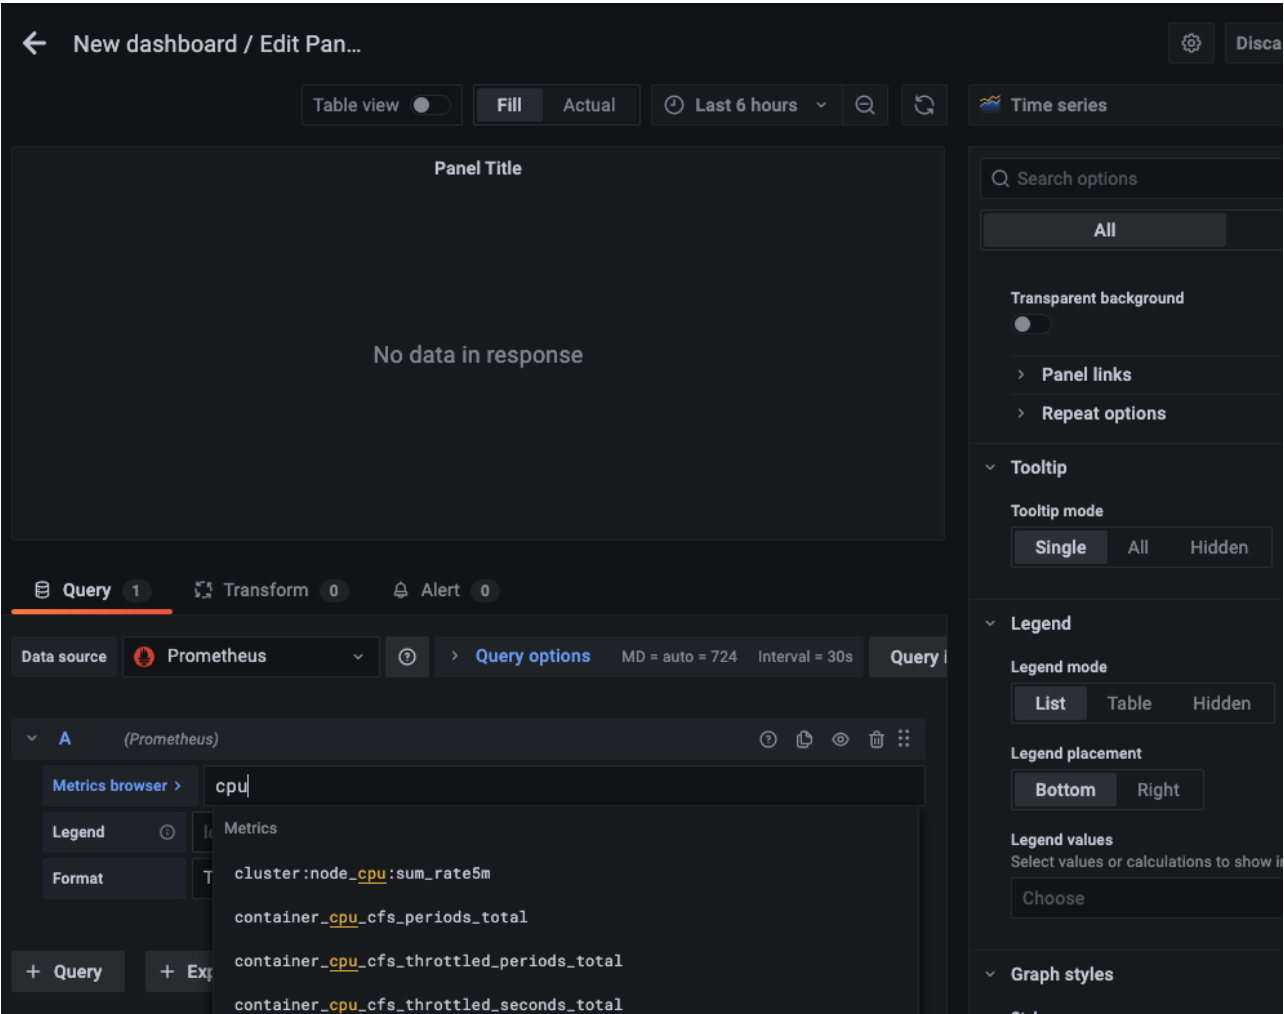 New dashboard / Edit Pan...
Disca
Table view
Fill
Actual
Last 6 hours
Time series
Panel Title
No data in response
Search options
All
Transparent background
Panel links
Repeat options
Tooltip
Tooltip mode
Single
All
Hidden
Legend
Legend mode
List
Table
Hidden
Legend placement
Bottom
Right
Legend values
Select values or calculations to show i
Choose
Graph styles
Query 1
Transform 0
Alert 0
Data source
Prometheus
Query options
MD = auto = 724
Interval = 30s
Query i
A
(Prometheus)
Metrics browser >
cpu
Legend
Format
Metrics
cluster:node_cpu:sum_rate5m
container_cpu_cfs_periods_total
container_cpu_cfs_throttled_periods_total
container_cpu_cfs_throttled_seconds_total
+ Query
+ Exp